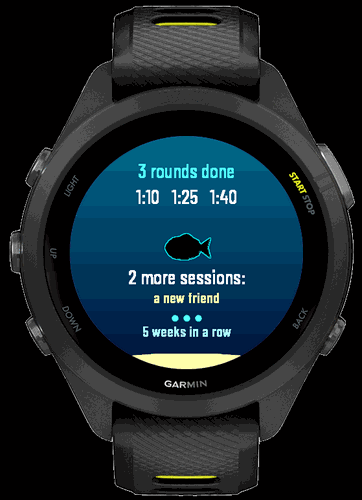 3 rounds done
1:10 1:25 1:40
LIGHT
START STOP
UP
2 more sessions:
a new friend
5 weeks in a row
DOWN
BACK
GARMIN